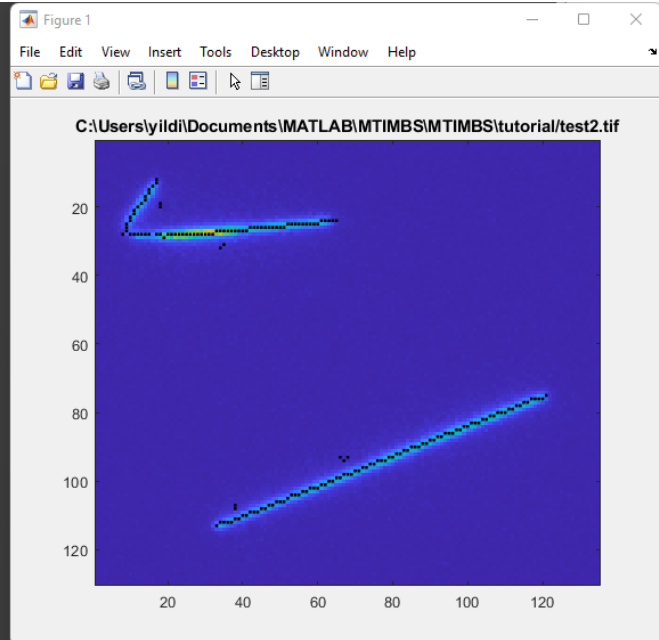 Figure 1
File Edit View Insert Tools Desktop Window Help
C:\Users\yildi\Documents\MATLAB\MTIMBS\MTIMBS\tutorial/test2.tif
20
40
60
80
100
120
20 40 60 80 100 120